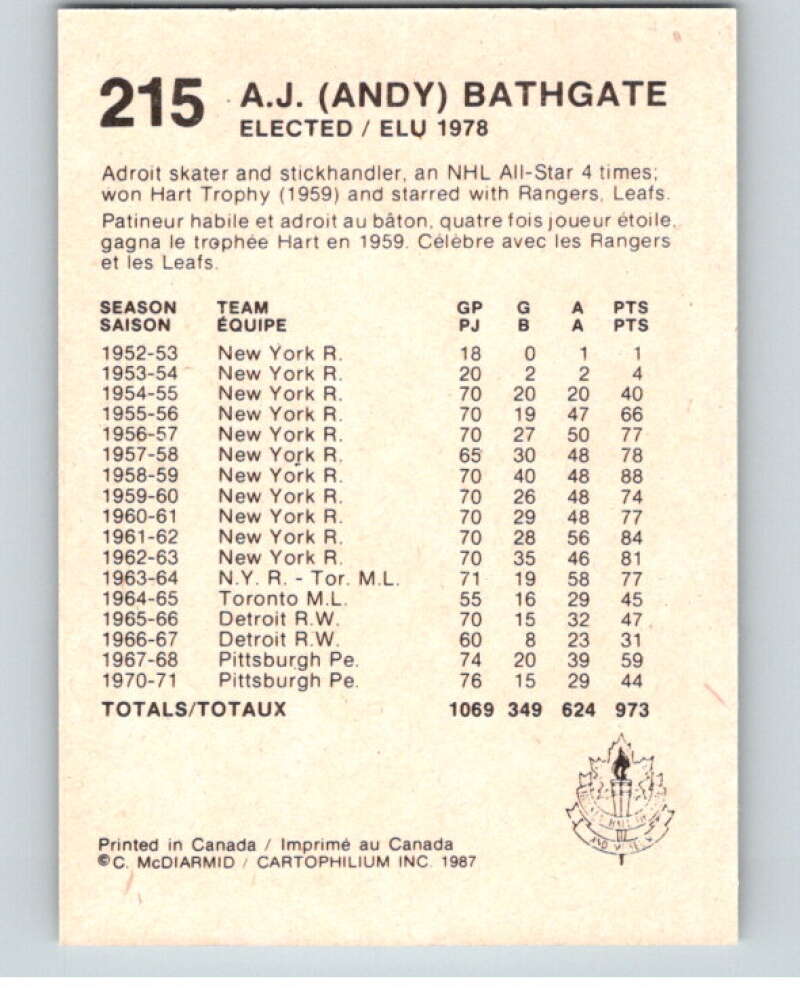 215 A.J. (ANDY) BATHGATE
ELECTED / ELU 1978
Adroit skater and stickhandler, an NHL All-Star 4 times;
won Hart Trophy (1959) and starred with Rangers, Leafs.
Patineur habile et adroit au bâton, quatre fois joueur étoile,
gagna le trophée Hart en 1959. Célèbre avec les Rangers
et les Leafs.
SEASON TEAM GP G A PTS
SAISON ÉQUIPE PJ B A PTS
1952-53 New York R. 18 0 1 1
1953-54 New York R. 20 2 2 4
1954-55 New York R. 70 20 20 40
1955-56 New York R. 70 19 47 66
1956-57 New York R. 70 27 50 77
1957-58 New York R. 65 30 48 78
1958-59 New York R. 70 40 48 88
1959-60 New York R. 70 26 48 74
1960-61 New York R. 70 29 48 77
1961-62 New York R. 70 28 56 84
1962-63 New York R. 70 35 46 81
1963-64 N.Y. R. - Tor. M.L. 71 19 58 77
1964-65 Toronto M.L. 55 16 29 45
1965-66 Detroit R.W. 70 15 32 47
1966-67 Detroit R.W. 60 8 23 31
1967-68 Pittsburgh Pe. 74 20 39 59
1970-71 Pittsburgh Pe. 76 15 29 44
TOTALS/TOTAUX 1069 349 624 973
Printed in Canada / Imprimé au Canada
©C. McDIARMID / CARTOPHILIUM INC. 1987